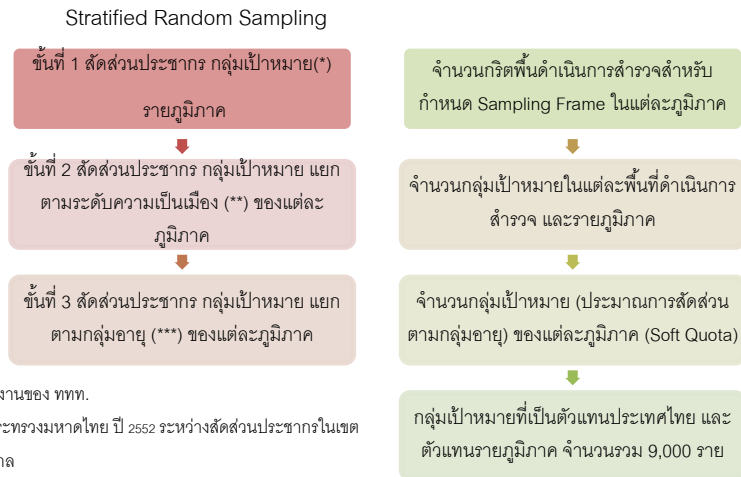 Stratified Random Sampling
ขั้นที่ 1 สัดส่วนประชากร กลุ่มเป้าหมาย(*)
รายภูมิภาค
ขั้นที่ 2 สัดส่วนประชากร กลุ่มเป้าหมาย แยก
ตามระดับความเป็นเมือง (**) ของแต่ละ
ภูมิภาค
ขั้นที่ 3 สัดส่วนประชากร กลุ่มเป้าหมาย แยก
ตามกลุ่มอายุ (***) ของแต่ละภูมิภาค
จำนวนกริตพื้นดำเนินการสำรวจสำหรับ
กำหนด Sampling Frame ในแต่ละภูมิภาค
จำนวนกลุ่มเป้าหมายในแต่ละพื้นที่ดำเนินการ
สำรวจ และรายภูมิภาค
จำนวนกลุ่มเป้าหมาย (ประมาณการสัดส่วน
ตามกลุ่มอายุ) ของแต่ละภูมิภาค (Soft Quota)
กลุ่มเป้าหมายที่เป็นตัวแทนประเทศไทย และ
ตัวแทนรายภูมิภาค จำนวนรวม 9,000 ราย
งานของ ททท.
ระทรวงมหาดไทย ปี 2552 ระหว่างสัดส่วนประชากรในเขต
าล